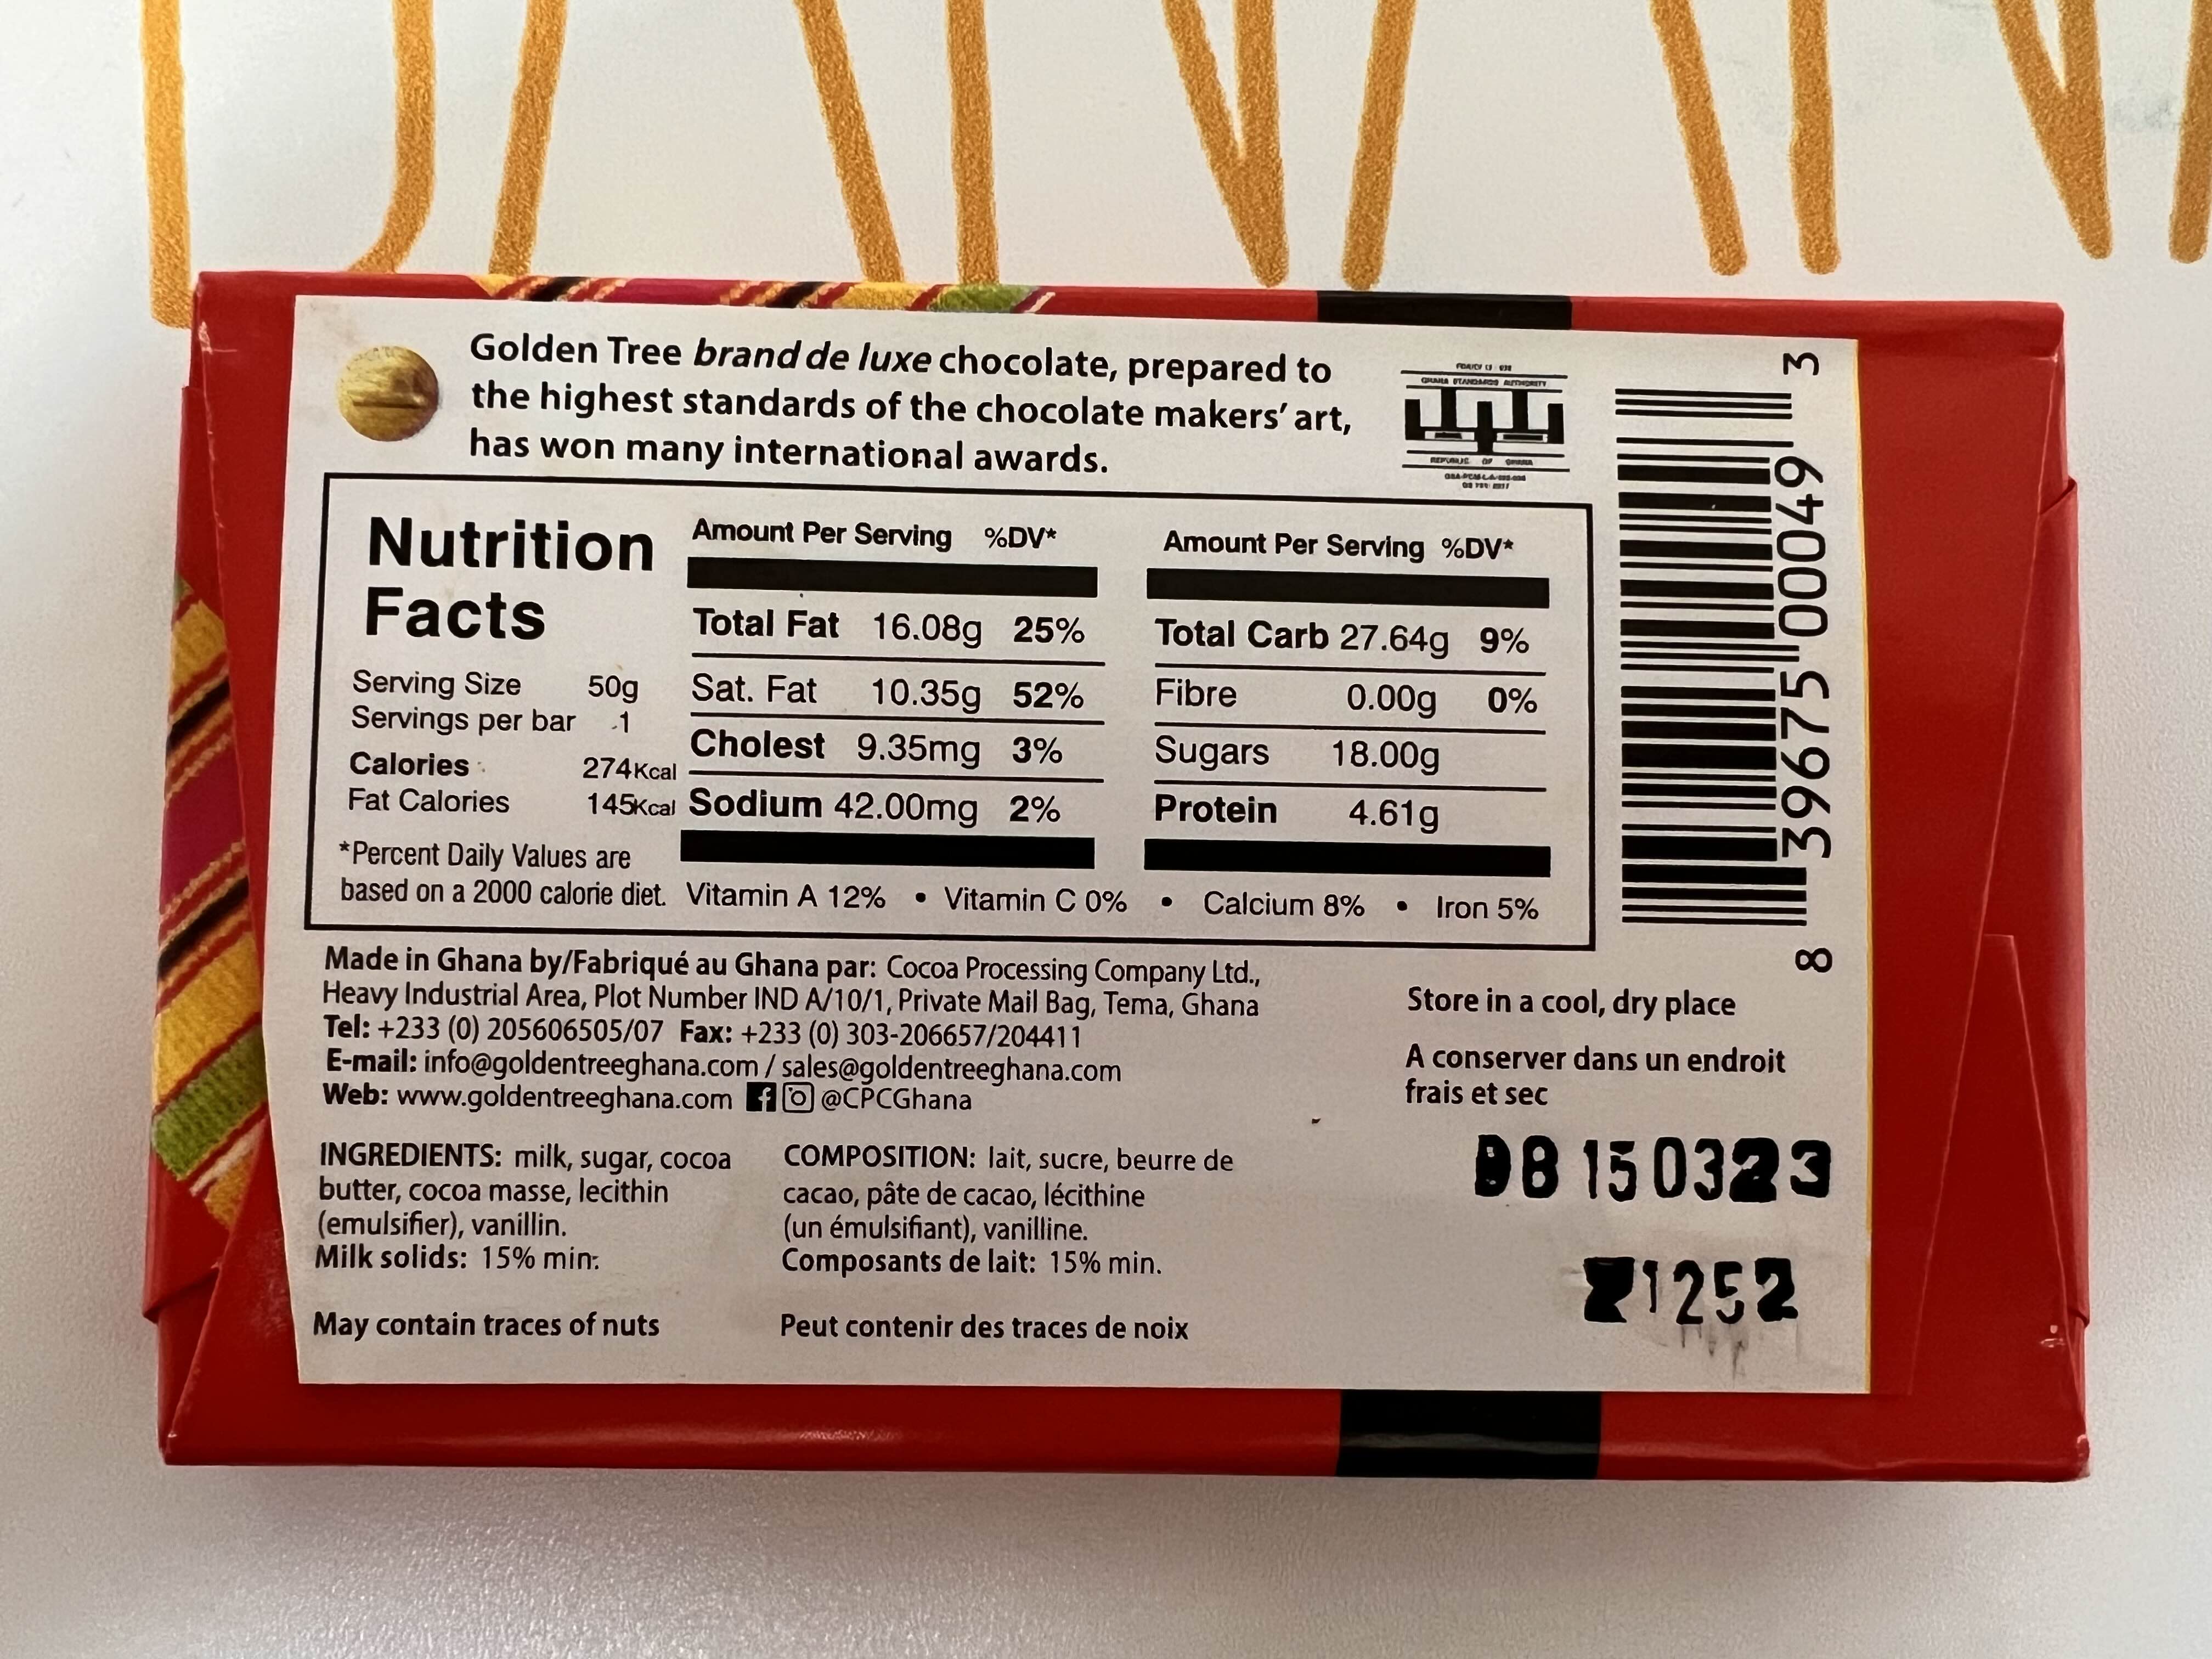 Golden Tree brand de luxe chocolate, prepared to
the highest standards of the chocolate makers' art,
has won many international awards.
GHANA STANDARDS AUTHORITY
REPUBLIC OF GHANA
Nutrition
Facts
Serving Size 50g
Servings per bar 1
Calories 274Kcal
Fat Calories 145Kcal
*Percent Daily Values are
based on a 2000 calorie diet.
Amount Per Serving %DV*
Total Fat 16.08g 25%
Sat. Fat 10.35g 52%
Cholest 9.35mg 3%
Sodium 42.00mg 2%
Amount Per Serving %DV*
Total Carb 27.64g 9%
Fibre 0.00g 0%
Sugars 18.00g
Protein 4.61g
Vitamin A 12% • Vitamin C 0% • Calcium 8% • Iron 5%
8 39675 00049 3
Made in Ghana by/Fabriqué au Ghana par: Cocoa Processing Company Ltd.,
Heavy Industrial Area, Plot Number IND A/10/1, Private Mail Bag, Tema, Ghana
Tel: +233 (0) 205606505/07 Fax: +233 (0) 303-206657/204411
E-mail: info@goldentreeghana.com / sales@goldentreeghana.com
Web: www.goldentreeghana.com @CPCGhana
Store in a cool, dry place
A conserver dans un endroit
frais et sec
INGREDIENTS: milk, sugar, cocoa
butter, cocoa masse, lecithin
(emulsifier), vanillin.
Milk solids: 15% min.
May contain traces of nuts
COMPOSITION: lait, sucre, beurre de
cacao, pâte de cacao, lécithine
(un émulsifiant), vanilline.
Composants de lait: 15% min.
Peut contenir des traces de noix
150323